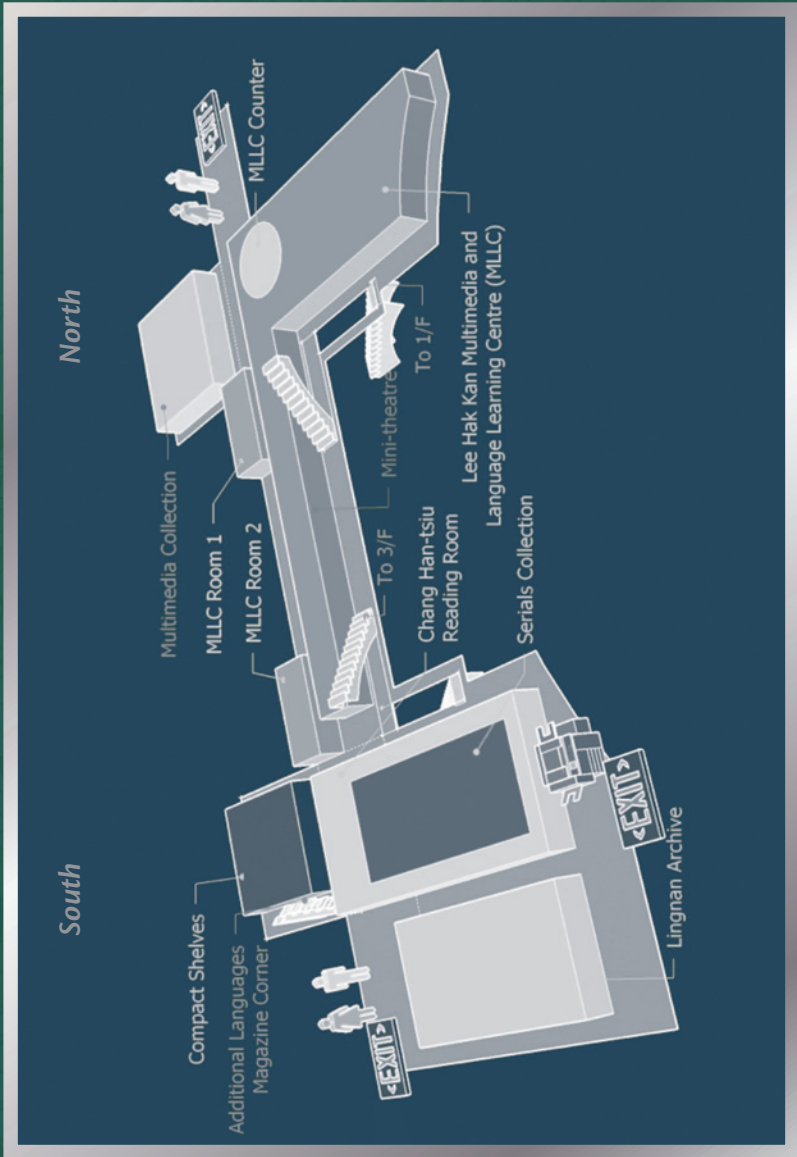 South
North
Compact Shelves
Additional Languages
Magazine Corner
Multimedia Collection
MLLC Room 1
MLLC Room 2
MLLC Counter
<EXIT>
<EXIT>
<EXIT>
Mini-theatre
To 3/F
To 1/F
Chang Han-tsiu
Reading Room
Lee Hak Kan Multimedia and
Language Learning Centre (MLLC)
Serials Collection
Lingnan Archive